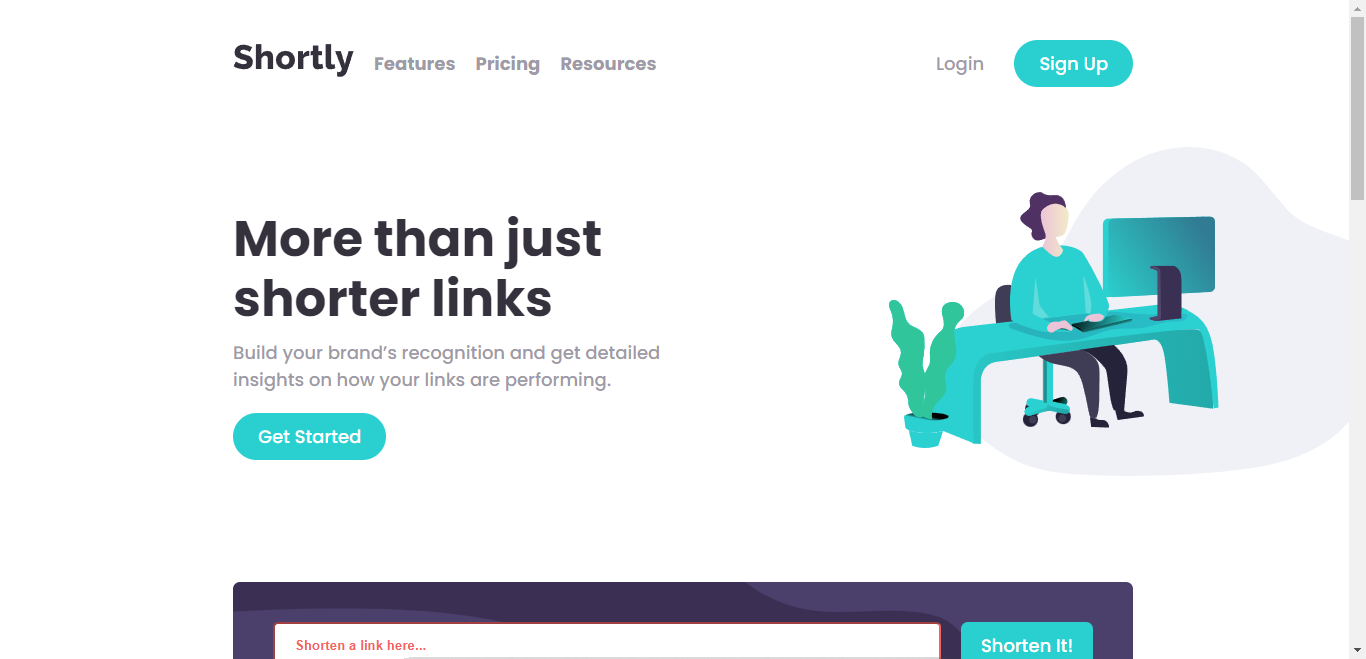 Shortly Features Pricing Resources Login Sign Up
More than just
shorter links
Build your brand’s recognition and get detailed
insights on how your links are performing.
Get Started
Shorten a link here...
Shorten It!